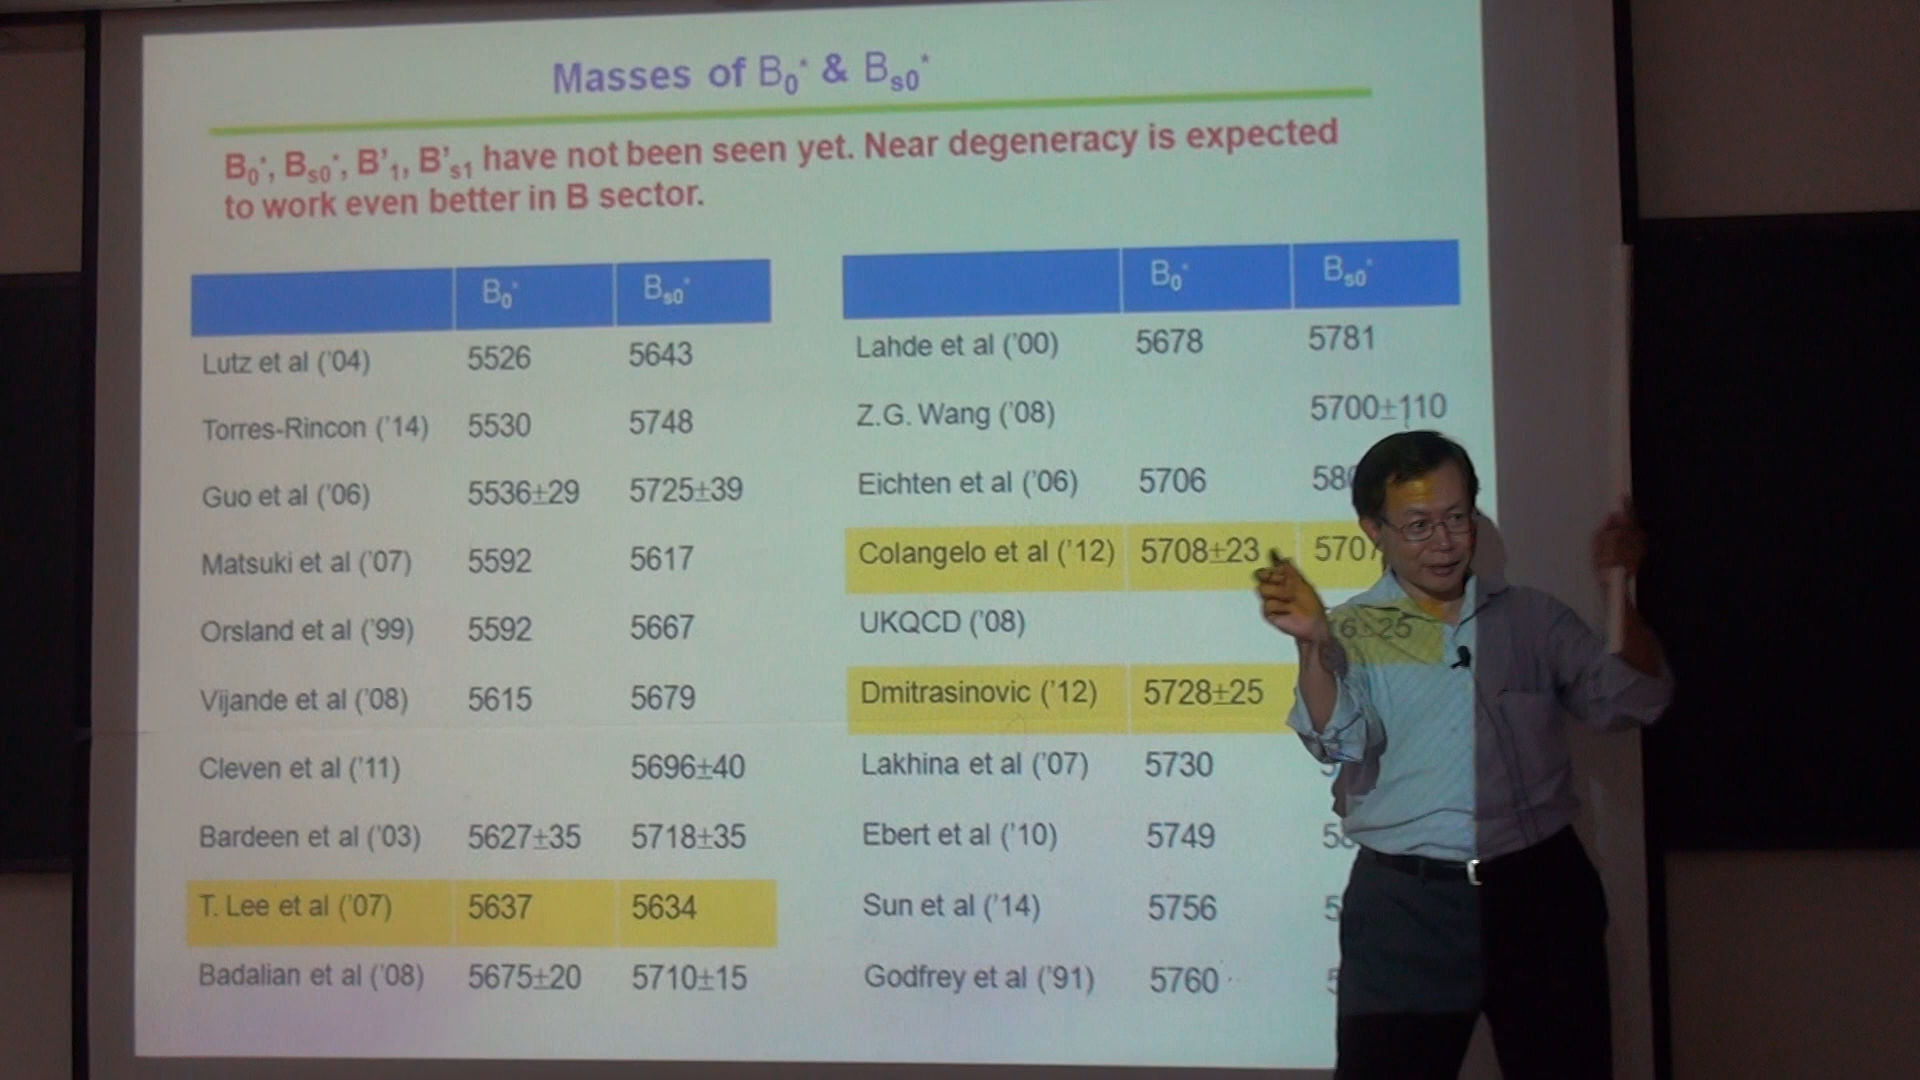 Masses of B₀* & Bₛ₀*
B₀*, Bₛ₀*, B'₁, B'ₛ₁ have not been seen yet. Near degeneracy is expected
to work even better in B sector.
B₀* Bₛ₀*
Lutz et al ('04) 5526 5643
Torres-Rincon ('14) 5530 5748
Guo et al ('06) 5536±29 5725±39
Matsuki et al ('07) 5592 5617
Orsland et al ('99) 5592 5667
Vijande et al ('08) 5615 5679
Cleven et al ('11) 5696±40
Bardeen et al ('03) 5627±35 5718±35
T. Lee et al ('07) 5637 5634
Badalian et al ('08) 5675±20 5710±15
B₀* Bₛ₀*
Lahde et al ('00) 5678 5781
Z.G. Wang ('08) 5700±110
Eichten et al ('06) 5706
Colangelo et al ('12) 5708±23 5707
UKQCD ('08)
Dmitrasinovic ('12) 5728±25
Lakhina et al ('07) 5730
Ebert et al ('10) 5749
Sun et al ('14) 5756
Godfrey et al ('91) 5760